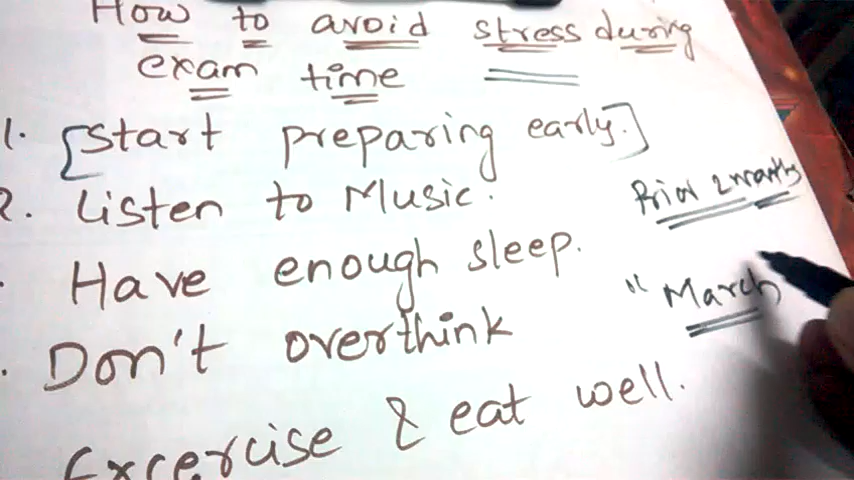 How to avoid stress during
exam time
1. [Start preparing early.]
2. Listen to Music.
Prior 2 months
. Have enough sleep.
" March
. Don't overthink
Excercise & eat well.